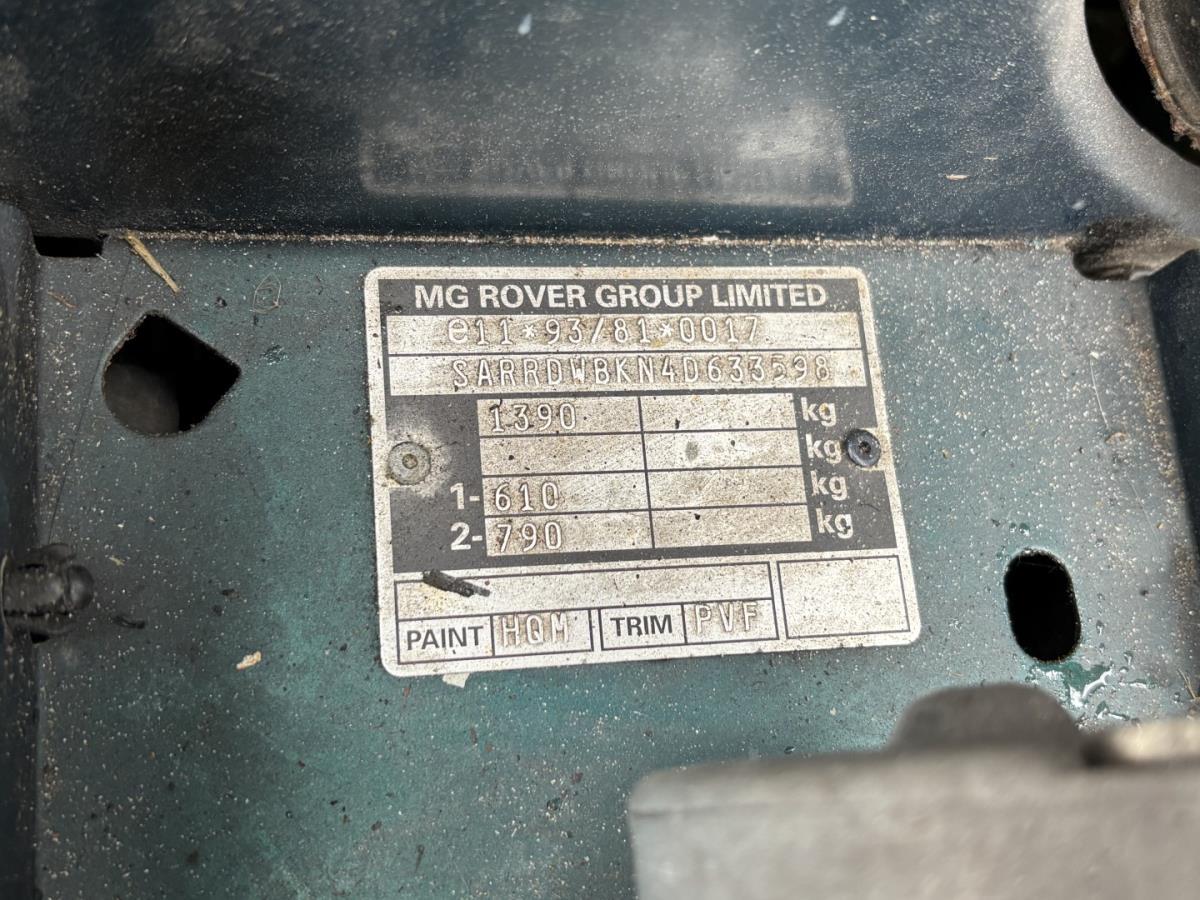 MG ROVER GROUP LIMITED
e11*93/81*0017
SARRDWBKN4D633598
1390 kg
kg
1- 610 kg
2- 790 kg
PAINT HQM TRIM PVF